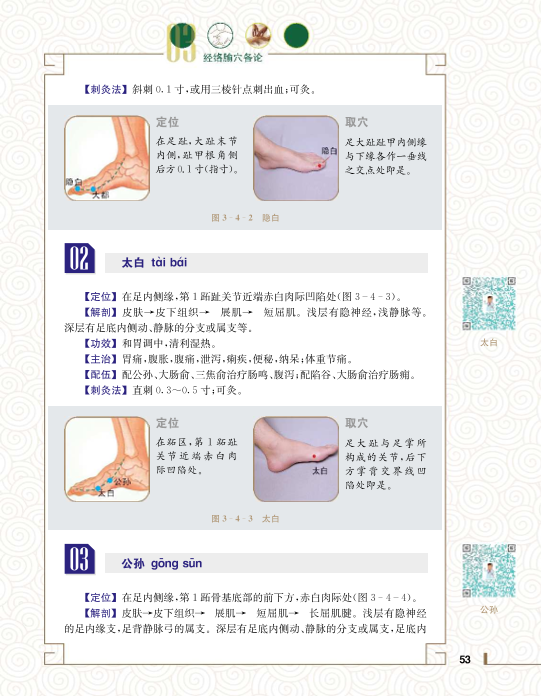 03
经络腧穴各论
【刺灸法】斜刺 0.1 寸,或用三棱针点刺出血;可灸。
定位
在足趾,大趾末节
内侧,趾甲根角侧
后方0.1寸(指寸)。
隐白
大都
取穴
足大趾趾甲内侧缘
与下缘各作一垂线
之交点处即是。
隐白
图 3-4-2 隐白
02
太白 tài bái
【定位】在足内侧缘,第 1 跖趾关节近端赤白肉际凹陷处(图 3-4-3)。
【解剖】皮肤→皮下组织→ 展肌→ 短屈肌。浅层有隐神经,浅静脉等。
深层有足底内侧动、静脉的分支或属支等。
【功效】和胃调中,清利湿热。
【主治】胃痛,腹胀,腹痛,泄泻,痢疾,便秘,纳呆;体重节痛。
【配伍】配公孙、大肠俞、三焦俞治疗肠鸣、腹泻;配陷谷、大肠俞治疗肠痈。
【刺灸法】直刺 0.3~0.5 寸;可灸。
太白
定位
在跖区,第 1 跖趾
关节近端赤白肉
际凹陷处。
公孙
太白
取穴
足大趾与足掌所
构成的关节,后下
方掌背交界线凹
陷处即是。
太白
图 3-4-3 太白
03
公孙 gōng sūn
【定位】在足内侧缘,第 1 跖骨基底部的前下方,赤白肉际处(图 3-4-4)。
【解剖】皮肤→皮下组织→ 展肌→ 短屈肌→ 长屈肌腱。浅层有隐神经
的足内缘支,足背静脉弓的属支。深层有足底内侧动、静脉的分支或属支,足底内
公孙
53